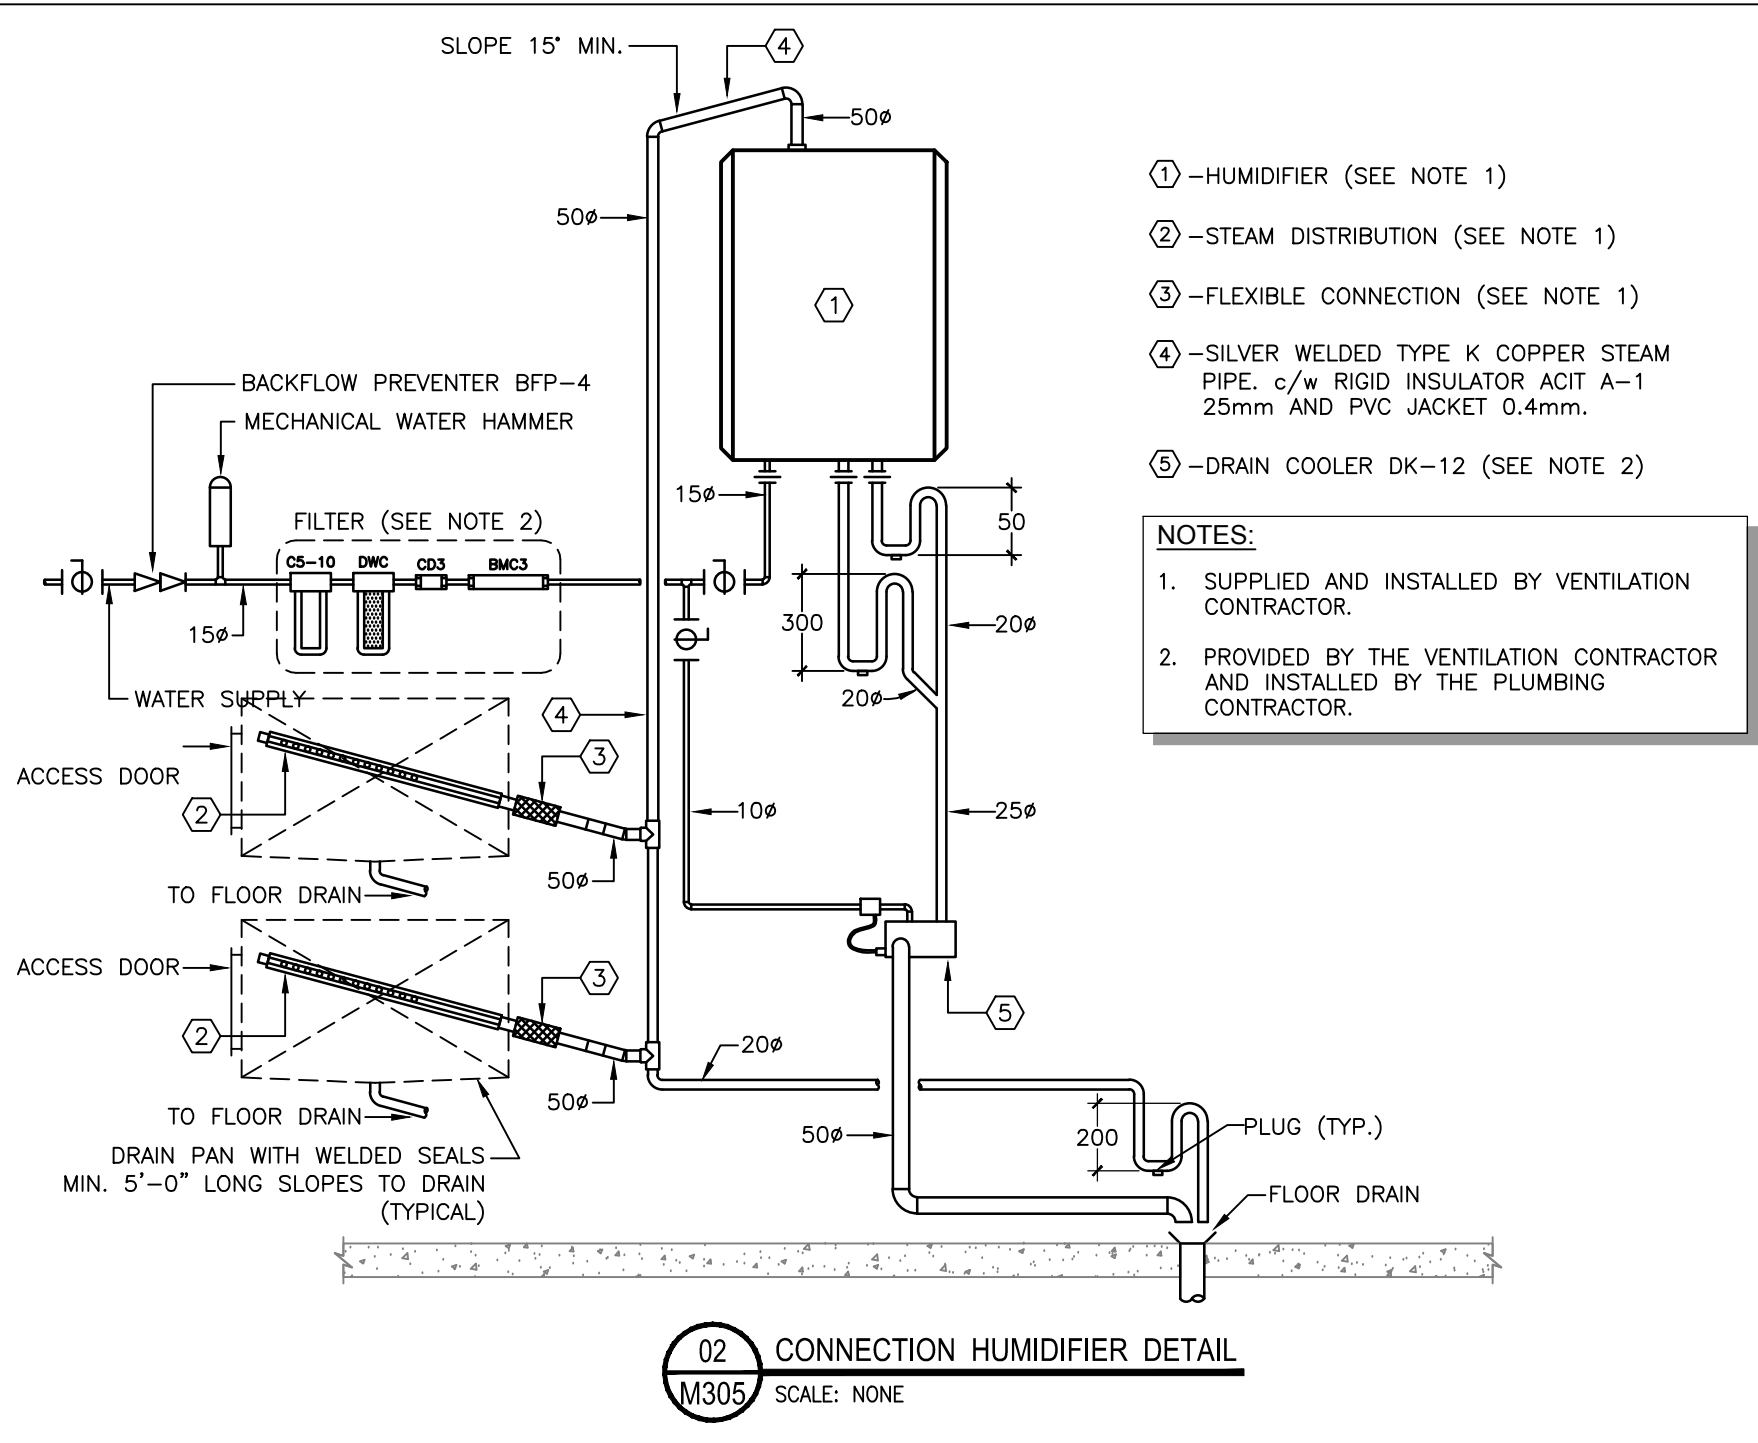 SLOPE 15° MIN.
4
50ø
50ø
1
BACKFLOW PREVENTER BFP-4
MECHANICAL WATER HAMMER
15ø
FILTER (SEE NOTE 2)
C5-10
DWC
CD3
BMC3
50
300
15ø
20ø
20ø
WATER SUPPLY
4
3
ACCESS DOOR
2
10ø
25ø
50ø
TO FLOOR DRAIN
ACCESS DOOR
3
2
5
20ø
50ø
TO FLOOR DRAIN
50ø
200
PLUG (TYP.)
DRAIN PAN WITH WELDED SEALS
MIN. 5'-0" LONG SLOPES TO DRAIN
(TYPICAL)
FLOOR DRAIN
1 -HUMIDIFIER (SEE NOTE 1)
2 -STEAM DISTRIBUTION (SEE NOTE 1)
3 -FLEXIBLE CONNECTION (SEE NOTE 1)
4 -SILVER WELDED TYPE K COPPER STEAM
PIPE. c/w RIGID INSULATOR ACIT A-1
25mm AND PVC JACKET 0.4mm.
5 -DRAIN COOLER DK-12 (SEE NOTE 2)
NOTES:
1. SUPPLIED AND INSTALLED BY VENTILATION
CONTRACTOR.
2. PROVIDED BY THE VENTILATION CONTRACTOR
AND INSTALLED BY THE PLUMBING
CONTRACTOR.
02
M305
CONNECTION HUMIDIFIER DETAIL
SCALE: NONE